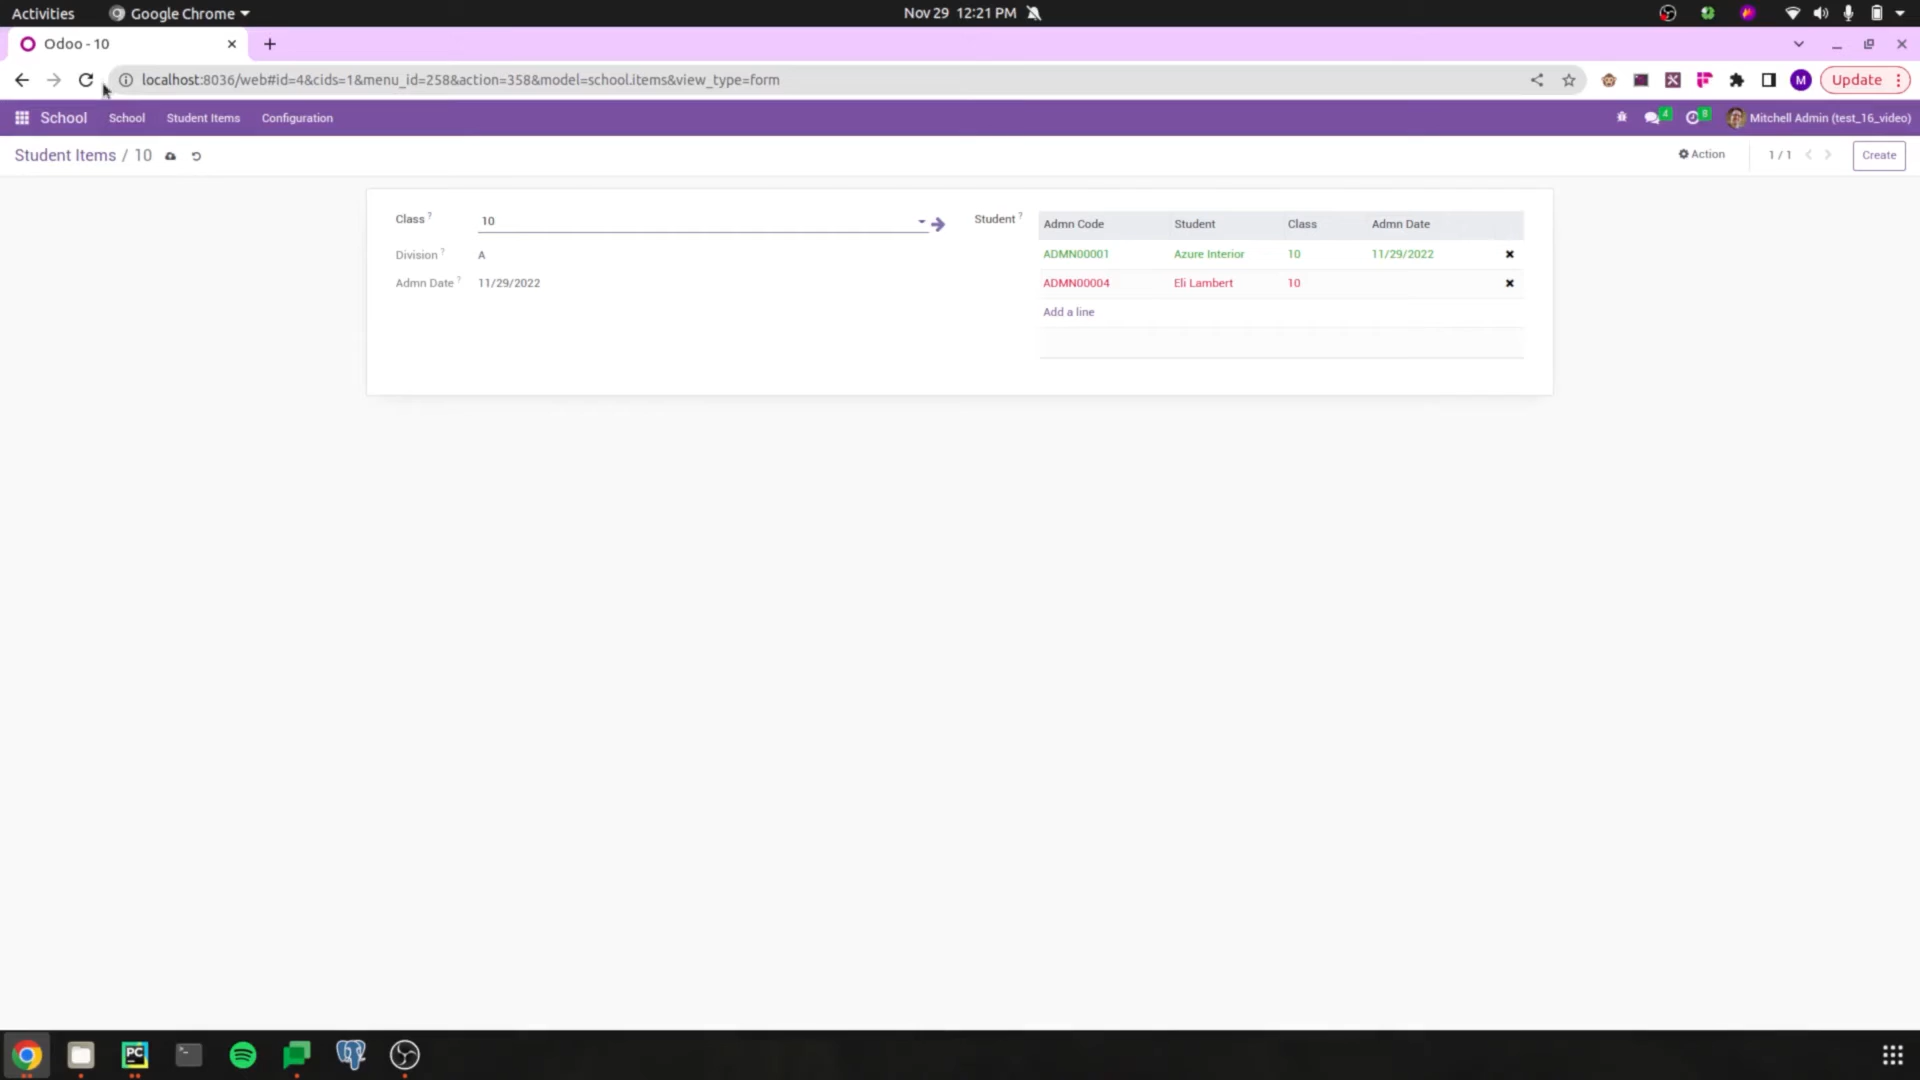 Activities Google Chrome Nov 29 12:21 PM
Odoo - 10
localhost:8036/web#id=4&cids=1&menu_id=258&action=358&model=school.items&view_type=form M Update
School School Student Items Configuration 4 8 Mitchell Admin (test_16_video)
Student Items / 10 Action 1 / 1 Create
Class ? 10 Student ? Admn Code Student Class Admn Date
Division ? A ADMN00001 Azure Interior 10 11/29/2022
Admn Date ? 11/29/2022 ADMN00004 Eli Lambert 10
Add a line
PC